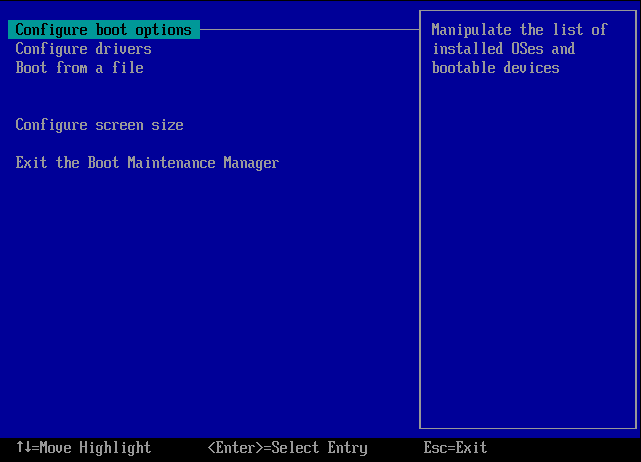 Configure boot options
Configure drivers
Boot from a file
Configure screen size
Exit the Boot Maintenance Manager
Manipulate the list of
installed OSes and
bootable devices
↑↓=Move Highlight <Enter>=Select Entry Esc=Exit